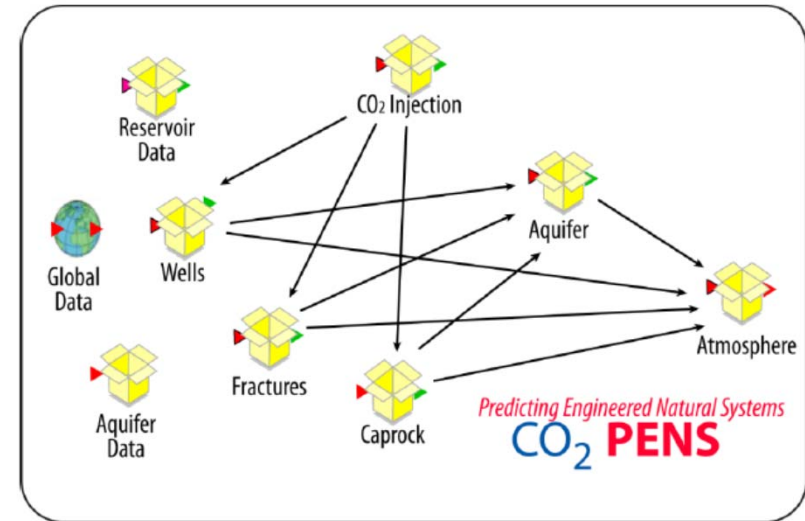 CO₂ Injection
Reservoir
Data
Aquifer
Global
Data
Wells
Atmosphere
Fractures
Aquifer
Data
Caprock
Predicting Engineered Natural Systems
CO₂ PENS